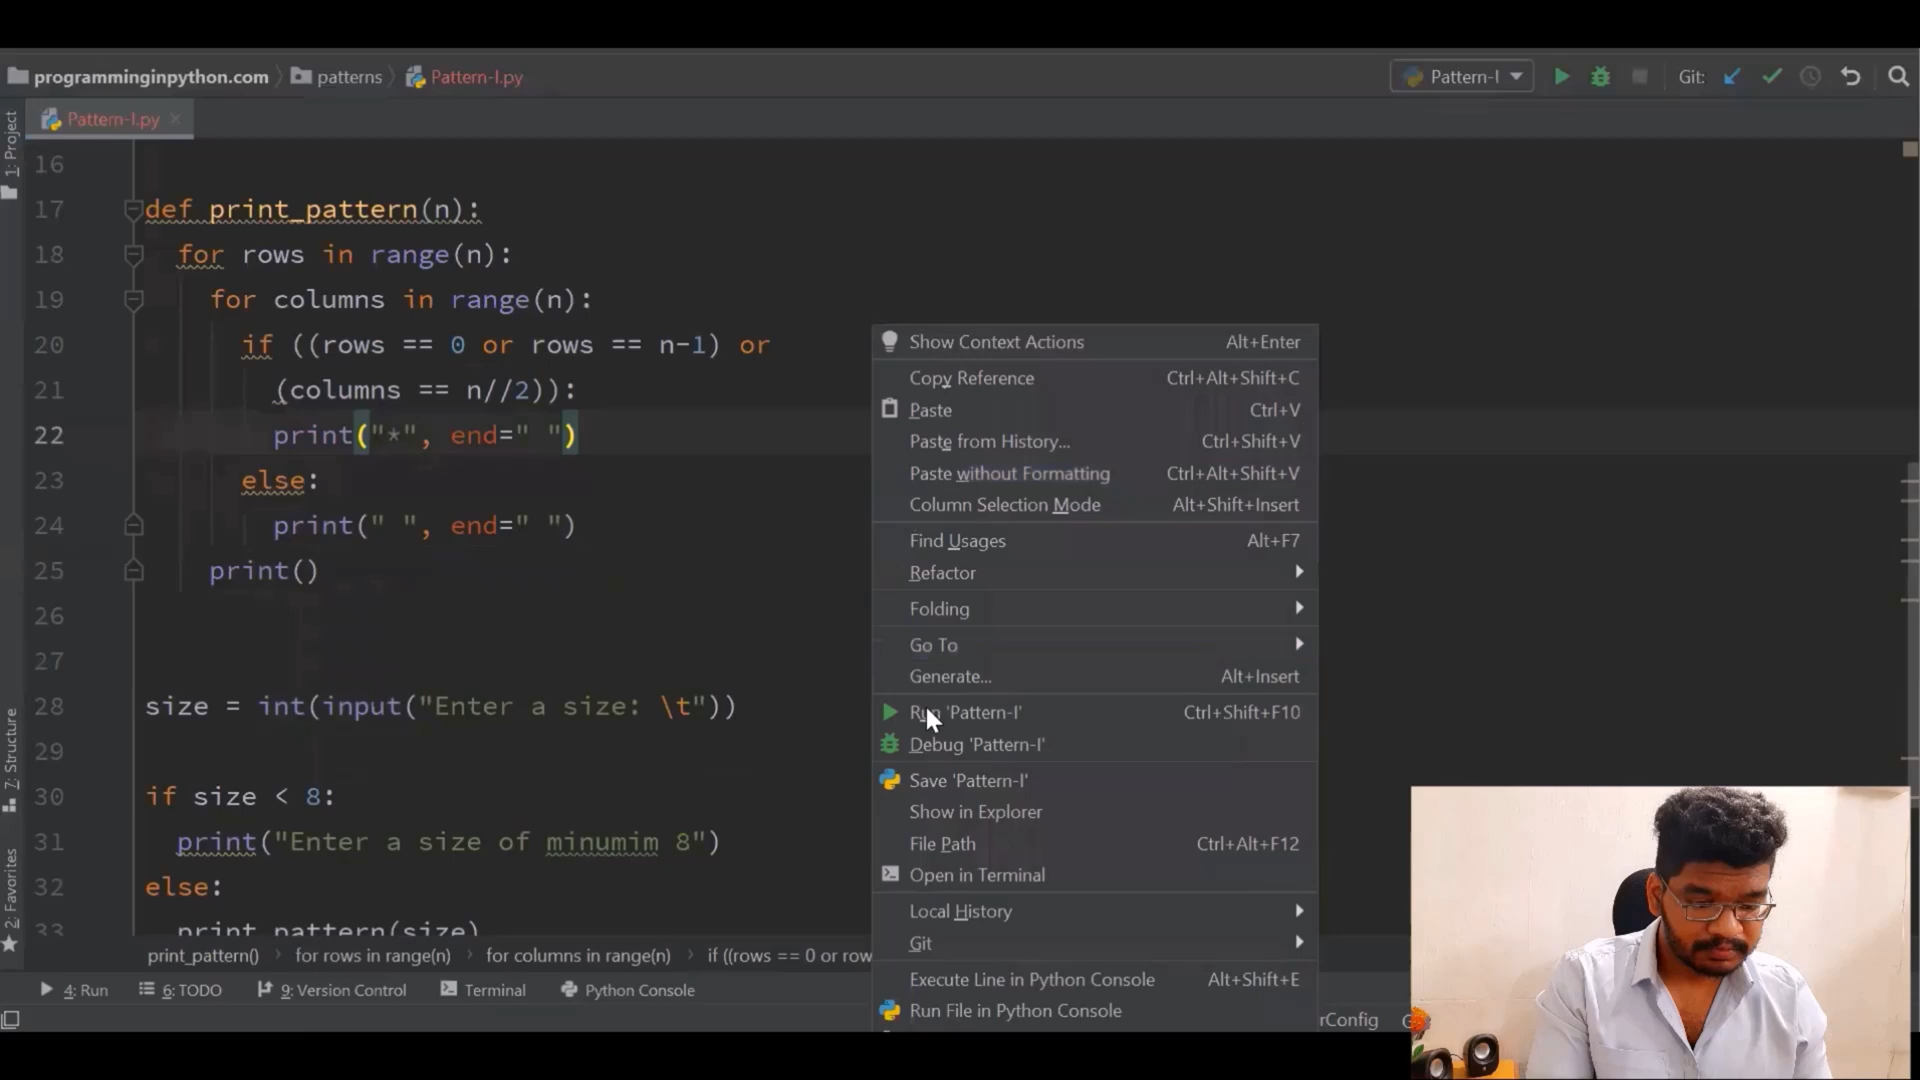 programminginpython.com
patterns
Pattern-I.py
Pattern-I
Git:
Pattern-I.py
1: Project
7: Structure
2: Favorites
16
17 def print_pattern(n):
18 for rows in range(n):
19 for columns in range(n):
20 if ((rows == 0 or rows == n-1) or
21 (columns == n//2)):
22 print("*", end=" ")
23 else:
24 print(" ", end=" ")
25 print()
26
27
28 size = int(input("Enter a size: \t"))
29
30 if size < 8:
31 print("Enter a size of minumim 8")
32 else:
33 print_pattern(size)
Show Context Actions Alt+Enter
Copy Reference Ctrl+Alt+Shift+C
Paste Ctrl+V
Paste from History... Ctrl+Shift+V
Paste without Formatting Ctrl+Alt+Shift+V
Column Selection Mode Alt+Shift+Insert
Find Usages Alt+F7
Refactor
Folding
Go To
Generate... Alt+Insert
Run 'Pattern-I' Ctrl+Shift+F10
Debug 'Pattern-I'
Save 'Pattern-I'
Show in Explorer
File Path Ctrl+Alt+F12
Open in Terminal
Local History
Git
Execute Line in Python Console Alt+Shift+E
Run File in Python Console
print_pattern() for rows in range(n) for columns in range(n) if ((rows == 0 or row
4: Run 6: TODO 9: Version Control Terminal Python Console
rConfig